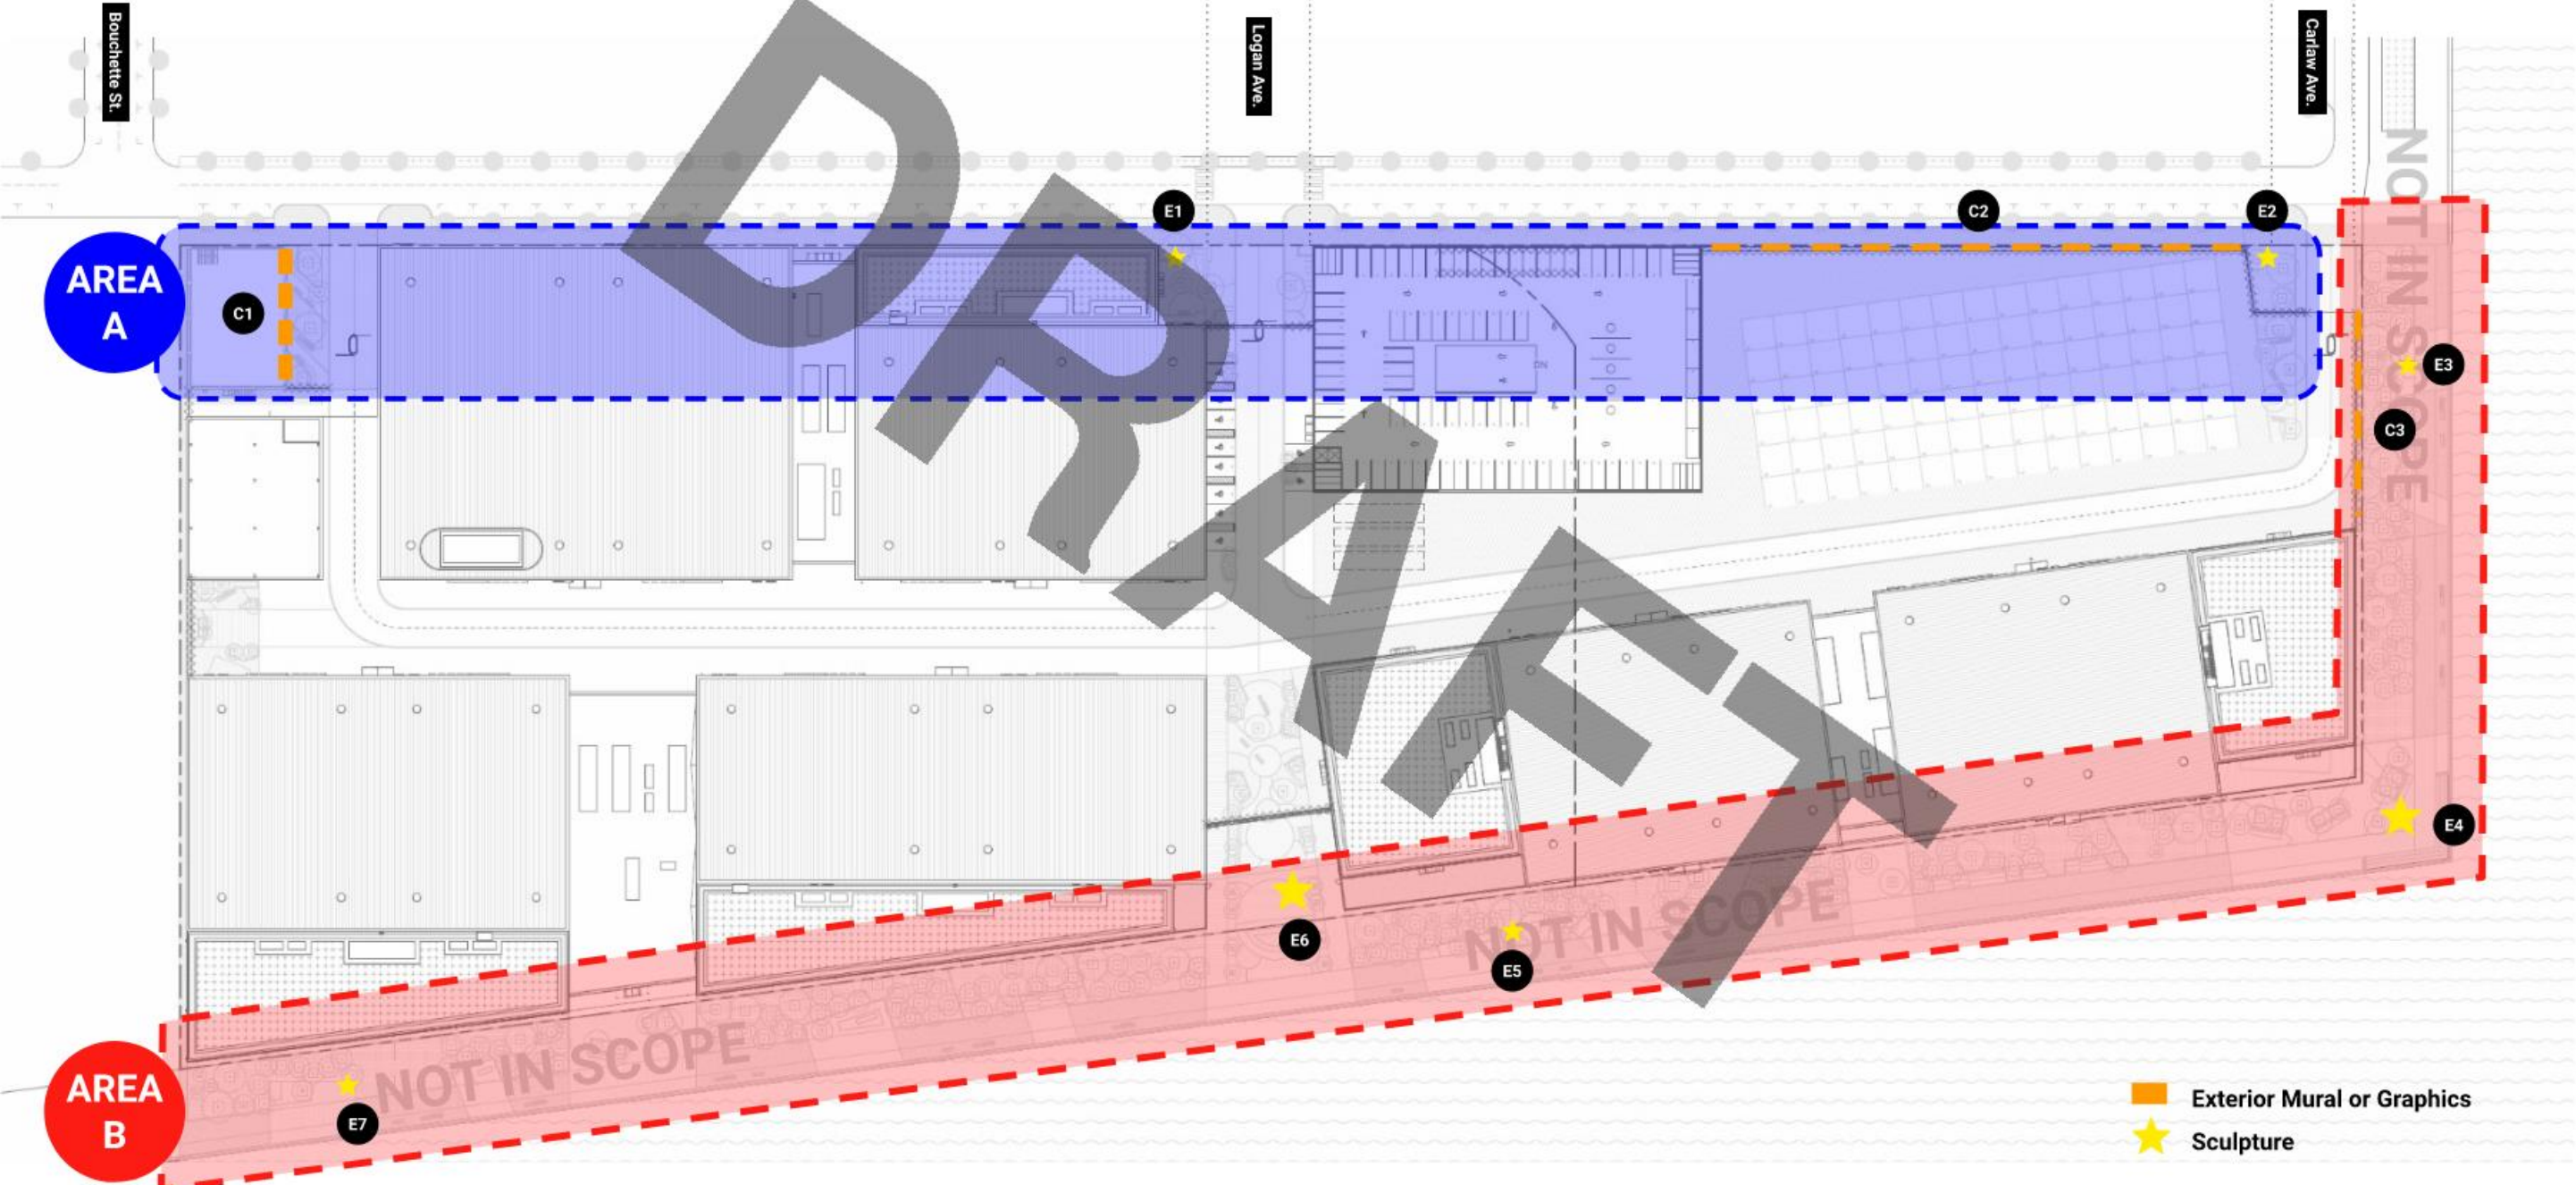 Bouchette St.
Logan Ave.
Carlaw Ave.
DRAFT
NOT IN SCOPE
E1
C2
E2
AREA
A
C1
E3
C3
E4
E6
NOT IN SCOPE
E5
NOT IN SCOPE
AREA
B
E7
Exterior Mural or Graphics
Sculpture